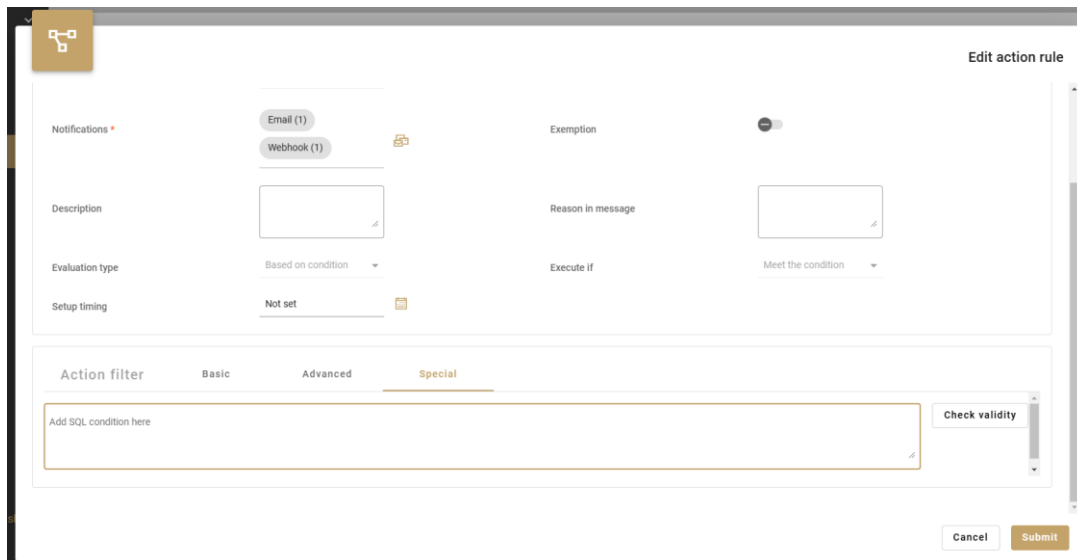 Edit action rule
Notifications *
Email (1)
Webhook (1)
Exemption
Description
Reason in message
Evaluation type
Based on condition
Execute if
Meet the condition
Setup timing
Not set
Action filter
Basic
Advanced
Special
Add SQL condition here
Check validity
Cancel
Submit